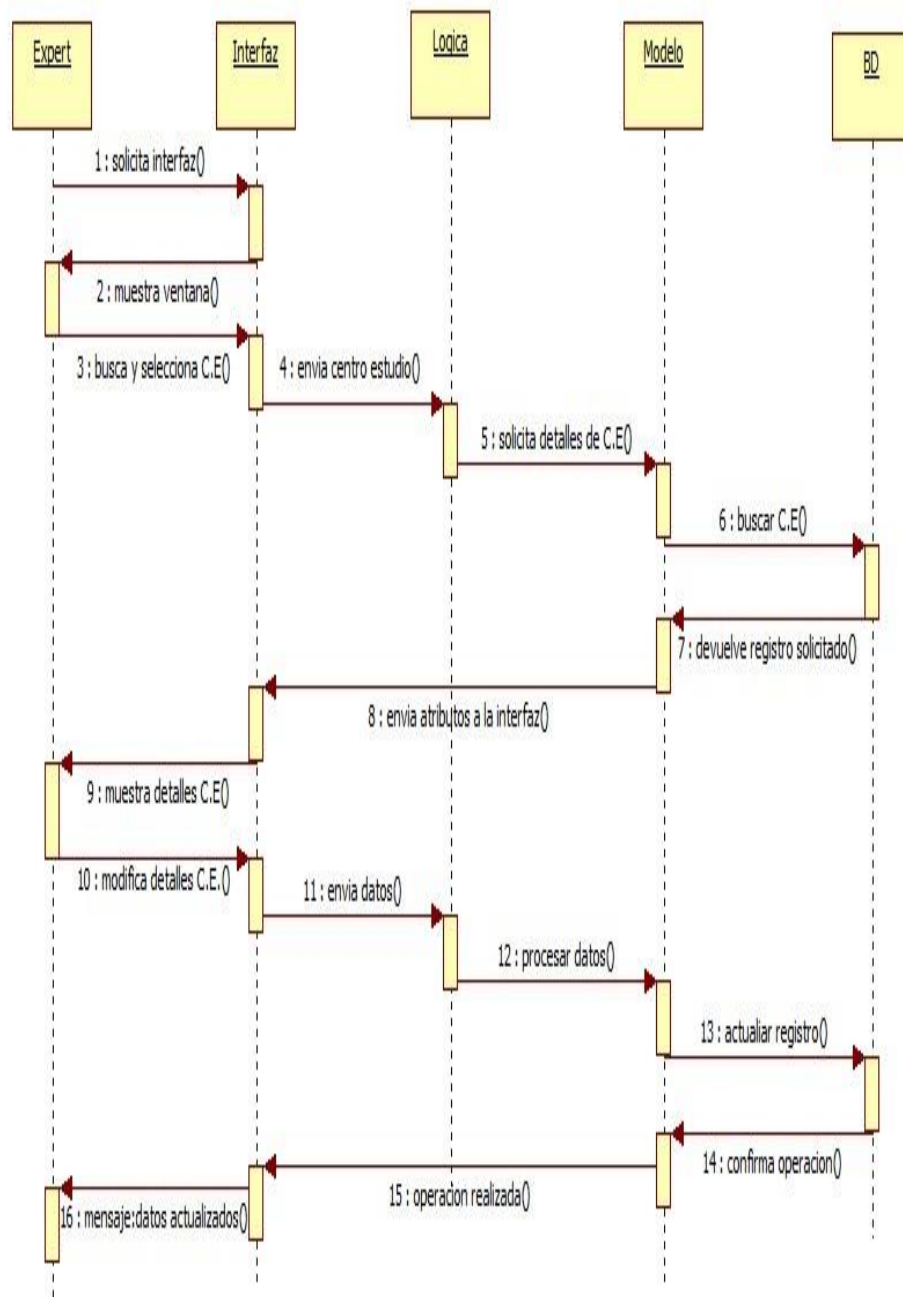 Expert
Interfaz
Logica
Modelo
BD
1 : solicita interfaz()
2 : muestra ventana()
3 : busca y selecciona C.E()
4 : envia centro estudio()
5 : solicita detalles de C.E()
6 : buscar C.E()
7 : devuelve registro solicitado()
8 : envia atributos a la interfaz()
9 : muestra detalles C.E()
10 : modifica detalles C.E.()
11 : envia datos()
12 : procesar datos()
13 : actualiar registro()
14 : confirma operacion()
15 : operacion realizada()
16 : mensaje:datos actualizados()